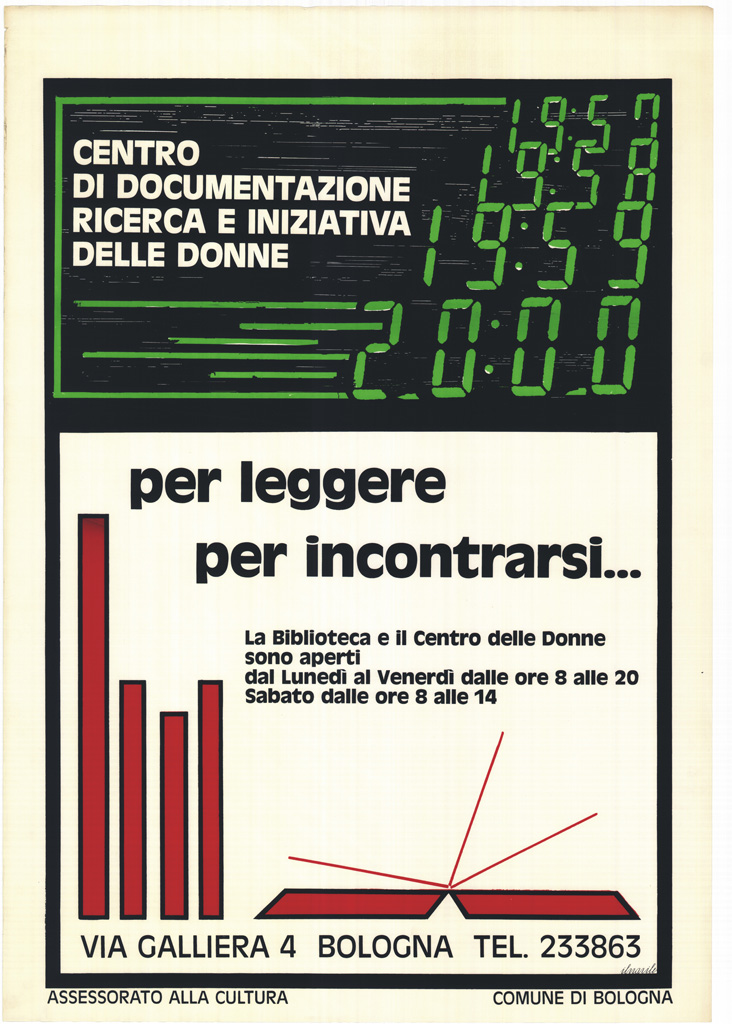 19:57
19:58
19:59
20:00
CENTRO
DI DOCUMENTAZIONE
RICERCA E INIZIATIVA
DELLE DONNE
per leggere
per incontrarsi...
La Biblioteca e il Centro delle Donne
sono aperti
dal Lunedì al Venerdì dalle ore 8 alle 20
Sabato dalle ore 8 alle 14
VIA GALLIERA 4 BOLOGNA TEL. 233863
ASSESSORATO ALLA CULTURA
COMUNE DI BOLOGNA